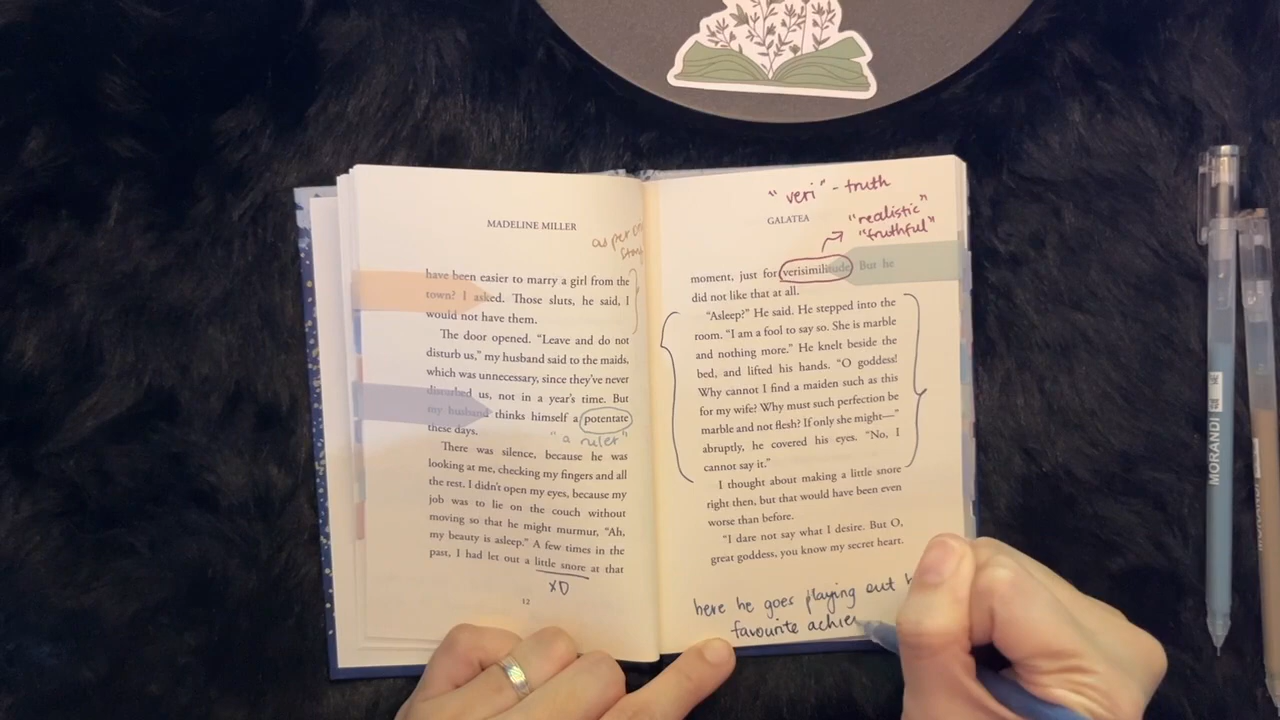 MADELINE MILLER
as per
have been easier to marry a girl from the
town? I asked. Those sluts, he said, I
would not have them.
The door opened. “Leave and do not
disturb us,” my husband said to the maids,
which was unnecessary, since they’ve never
disturbed us, not in a year’s time. But
my husband thinks himself a potentate
these days.
"a ruler"
There was silence, because he was
looking at me, checking my fingers and all
the rest. I didn’t open my eyes, because my
job was to lie on the couch without
moving so that he might murmur, “Ah,
my beauty is asleep.” A few times in the
past, I had let out a little snore at that
XD
12
"veri" - truth
GALATEA
"realistic"
"truthful"
moment, just for verisimilitude. But he
did not like that at all.
“Asleep?” He said. He stepped into the
room. “I am a fool to say so. She is marble
and nothing more.” He knelt beside the
bed, and lifted his hands. “O goddess!
Why cannot I find a maiden such as this
for my wife? Why must such perfection be
marble and not flesh? If only she might—”
abruptly, he covered his eyes. “No, I
cannot say it.”
I thought about making a little snore
right then, but that would have been even
worse than before.
“I dare not say what I desire. But O,
great goddess, you know my secret heart.
here he goes playing out
favourite achie
MORANDI